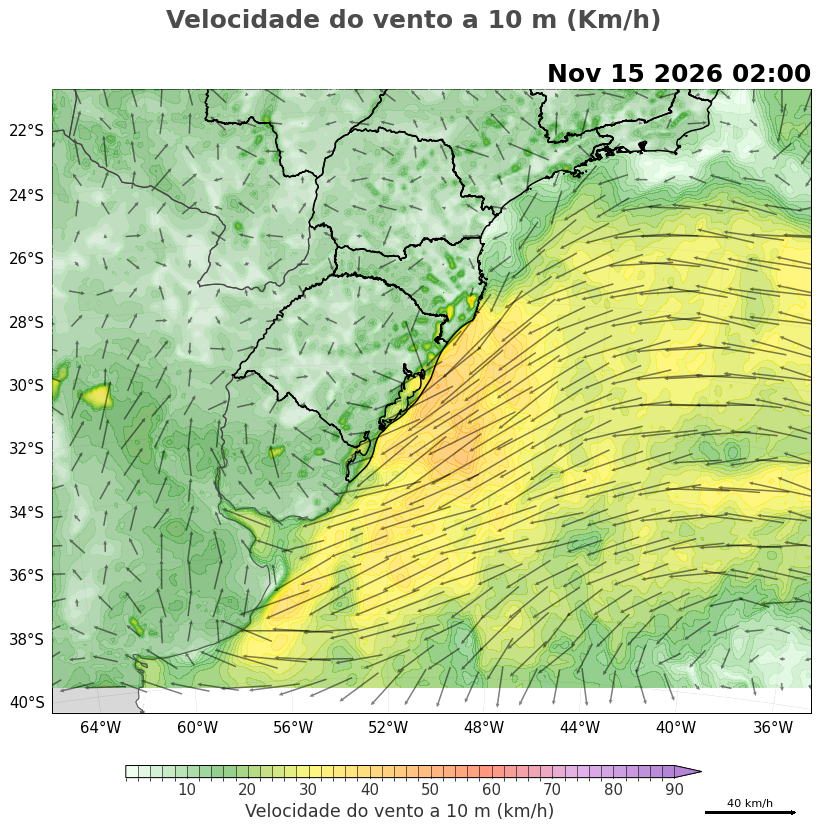 Velocidade do vento a 10 m (Km/h)
Nov 15 2026 02:00
22°S
24°S
26°S
28°S
30°S
32°S
34°S
36°S
38°S
40°S
64°W 60°W 56°W 52°W 48°W 44°W 40°W 36°W
10 20 30 40 50 60 70 80 90
Velocidade do vento a 10 m (km/h)
40 km/h